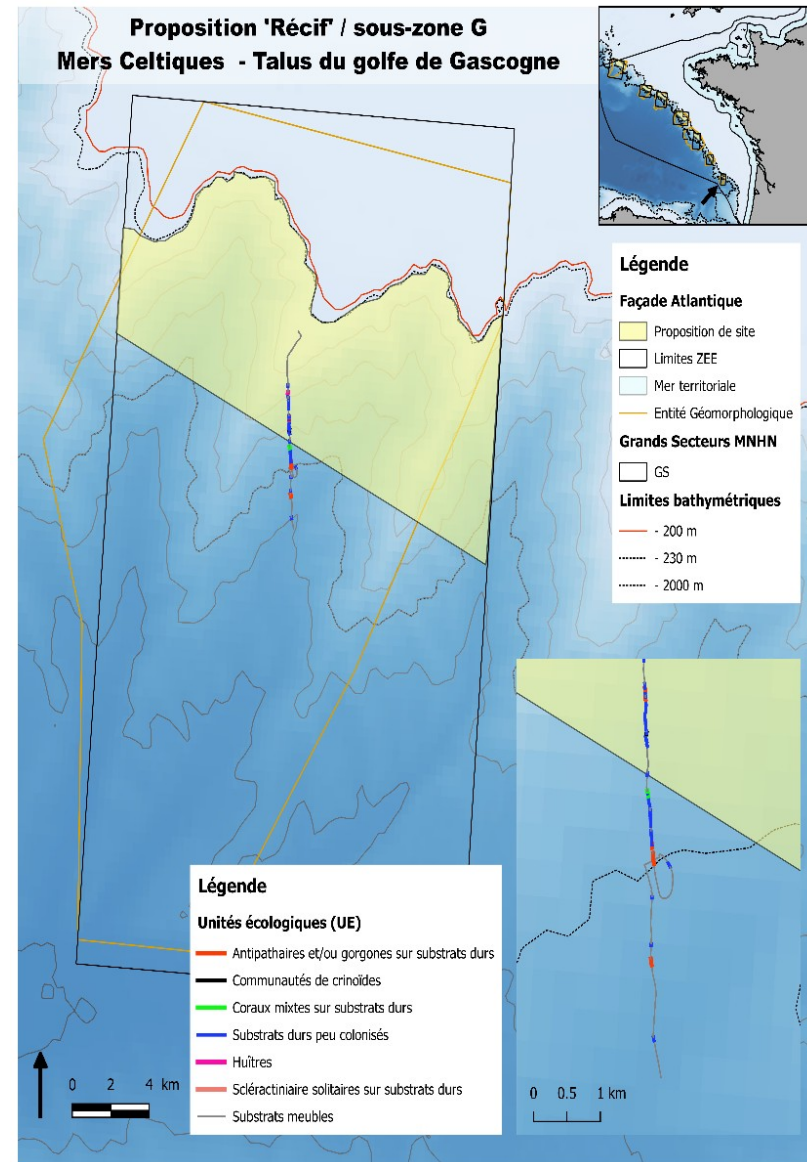 Proposition 'Récif' / sous-zone G
Mers Celtiques - Talus du golfe de Gascogne
Légende
Façade Atlantique
Proposition de site
Limites ZEE
Mer territoriale
Entité Géomorphologique
Grands Secteurs MNHN
GS
Limites bathymétriques
- 200 m
- 230 m
- 2000 m
Légende
Unités écologiques (UE)
Antipathaires et/ou gorgones sur substrats durs
Communautés de crinoïdes
Coraux mixtes sur substrats durs
Substrats durs peu colonisés
Huîtres
Scléractiniaire solitaires sur substrats durs
Substrats meubles
0 2 4 km
0 0.5 1 km